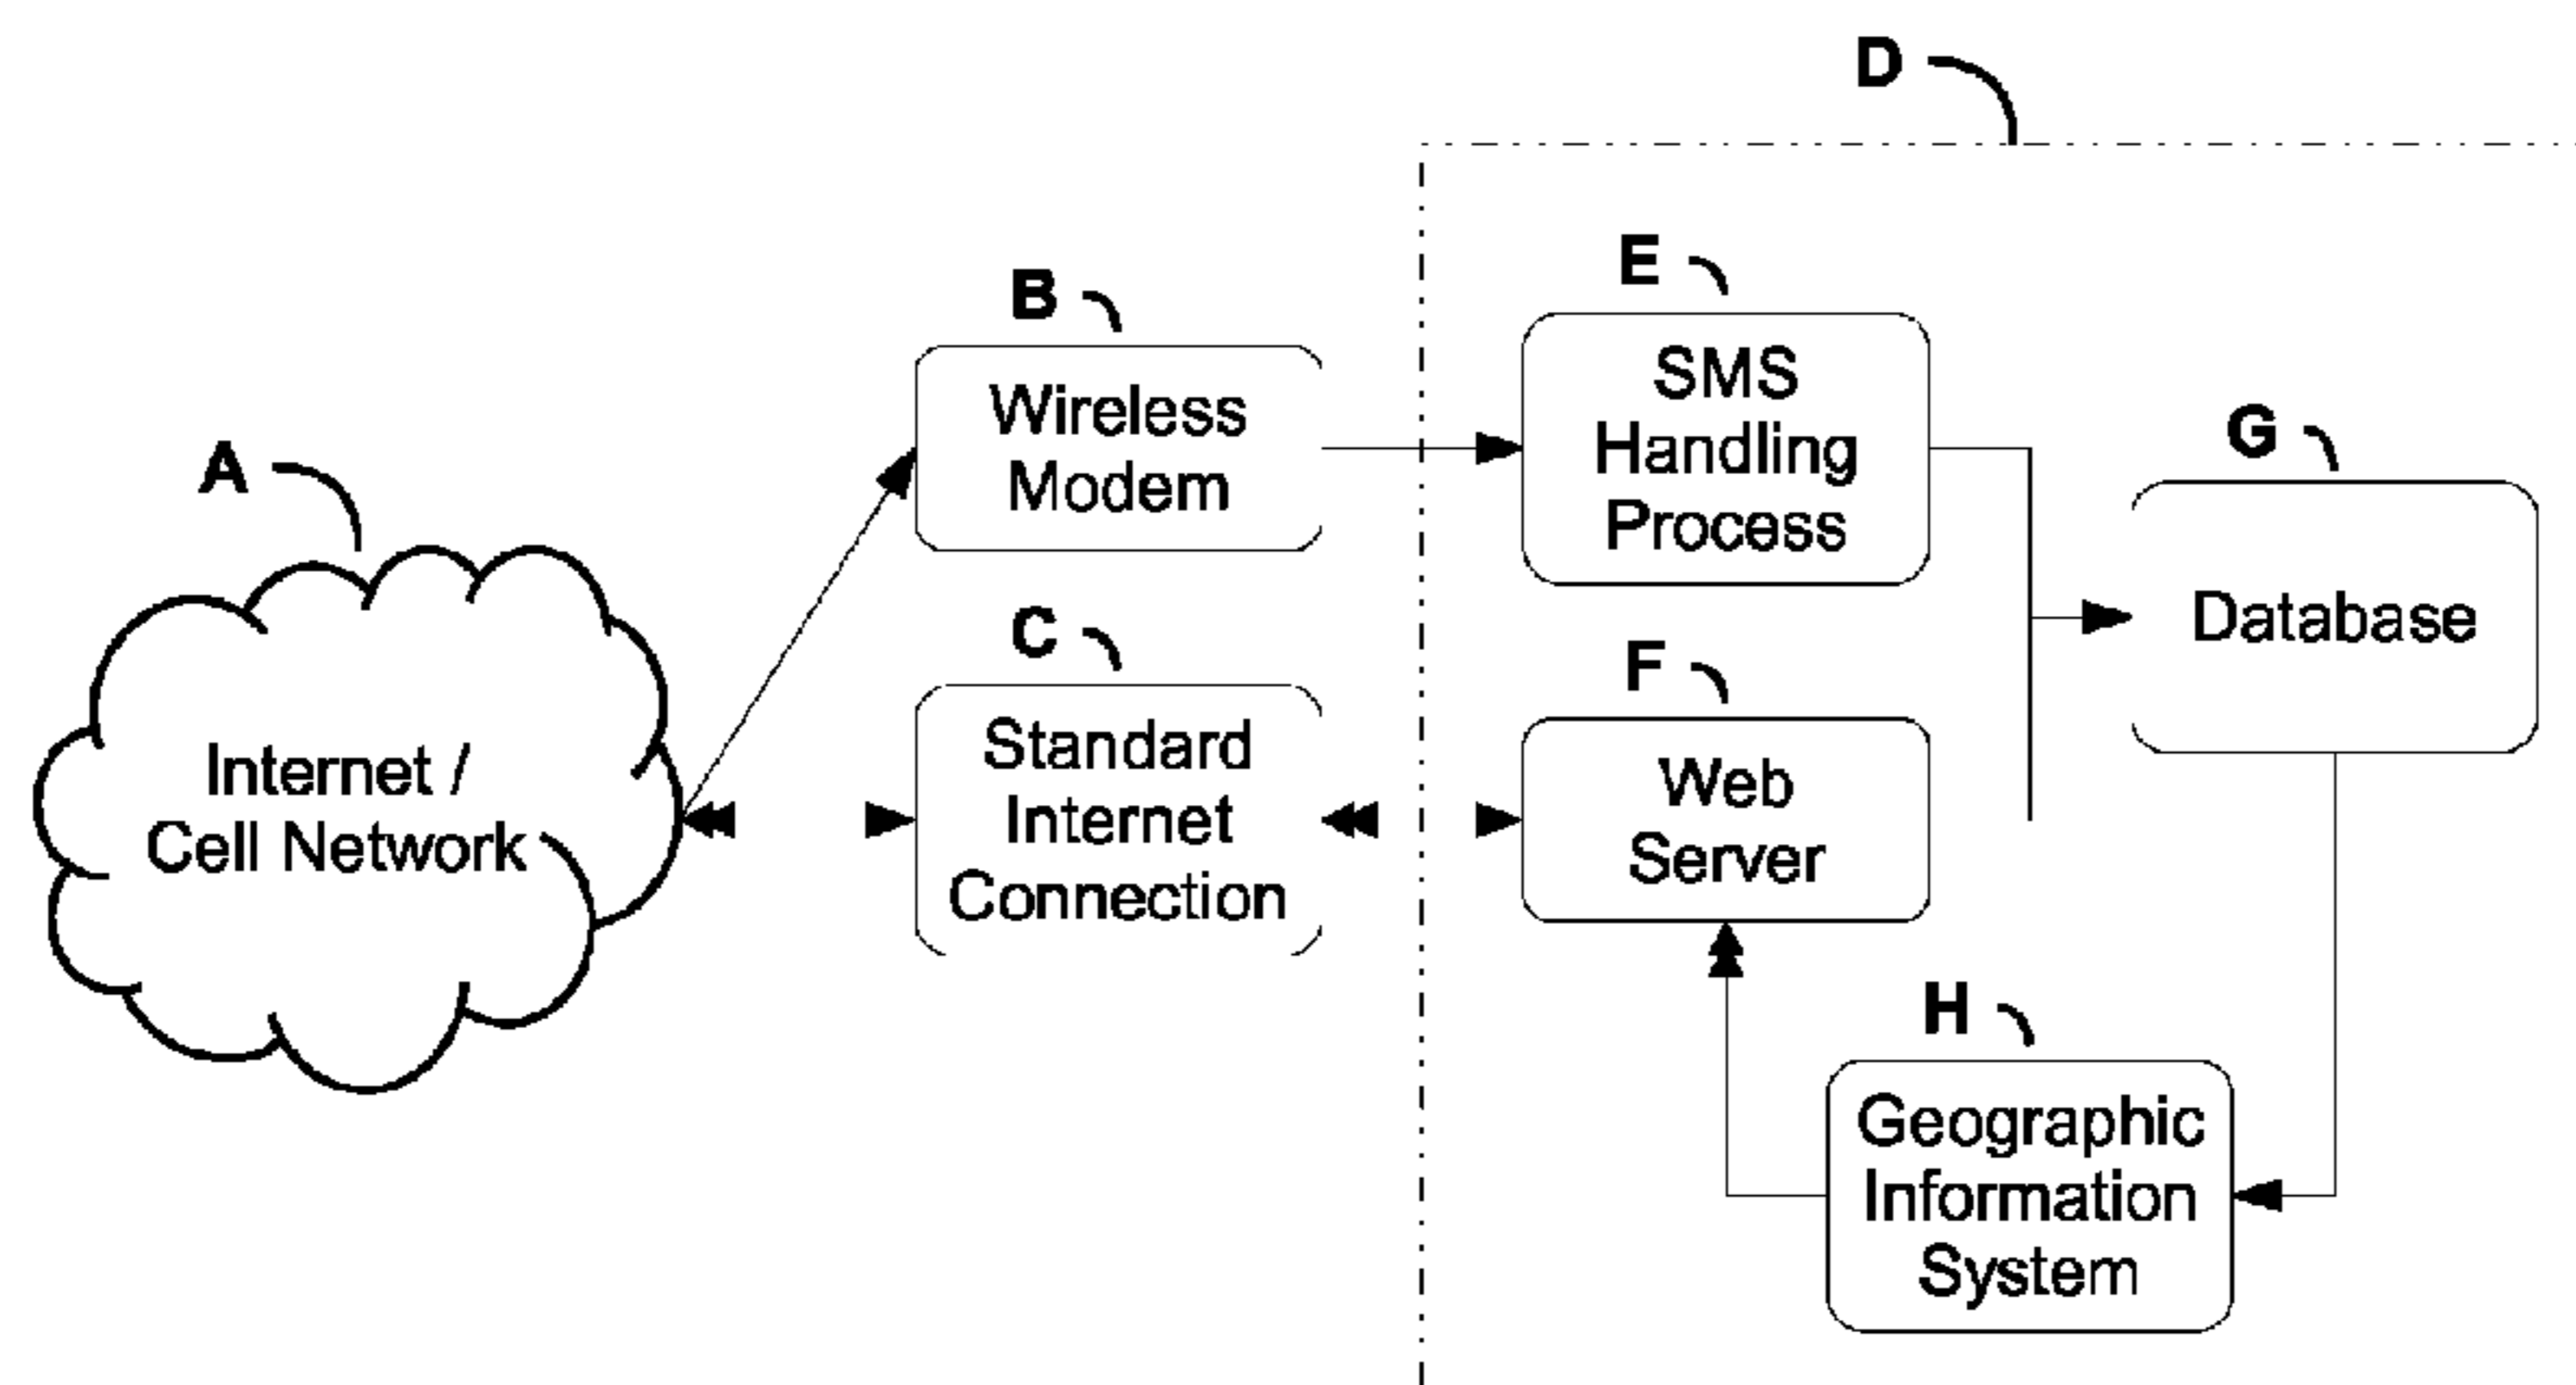 D
E
B
SMS
Handling
Process
Wireless
Modem
G
A
Database
C
F
Standard
Internet
Connection
Web
Server
Internet /
Cell Network
H
Geographic
Information
System